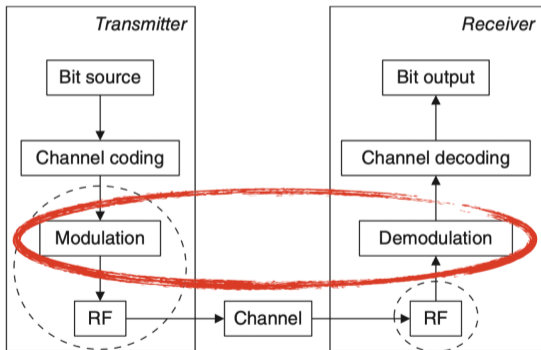 Transmitter
Receiver
Bit source
Bit output
Channel coding
Channel decoding
Modulation
Demodulation
RF
Channel
RF